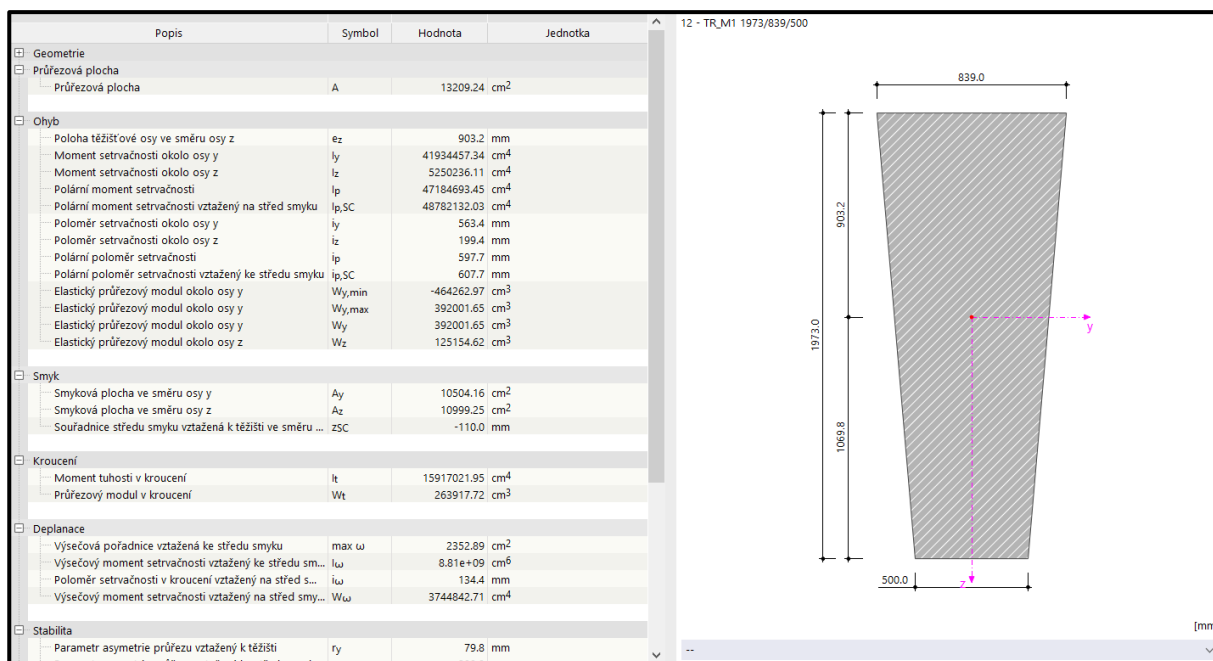 Popis Symbol Hodnota Jednotka
Geometrie
Průřezová plocha
Průřezová plocha A 13209.24 cm2
Ohyb
Poloha těžišťové osy ve směru osy z ez 903.2 mm
Moment setrvačnosti okolo osy y Iy 41934457.34 cm4
Moment setrvačnosti okolo osy z Iz 5250236.11 cm4
Polární moment setrvačnosti Ip 47184693.45 cm4
Polární moment setrvačnosti vztažený na střed smyku Ip,SC 48782132.03 cm4
Poloměr setrvačnosti okolo osy y iy 563.4 mm
Poloměr setrvačnosti okolo osy z iz 199.4 mm
Polární poloměr setrvačnosti ip 597.7 mm
Polární poloměr setrvačnosti vztažený ke středu smyku ip,SC 607.7 mm
Elastický průřezový modul okolo osy y Wy,min -464262.97 cm3
Elastický průřezový modul okolo osy y Wy,max 392001.65 cm3
Elastický průřezový modul okolo osy y Wy 392001.65 cm3
Elastický průřezový modul okolo osy z Wz 125154.62 cm3
Smyk
Smyková plocha ve směru osy y Ay 10504.16 cm2
Smyková plocha ve směru osy z Az 10999.25 cm2
Souřadnice středu smyku vztažená k těžišti ve směru ... zSC -110.0 mm
Kroucení
Moment tuhosti v kroucení It 15917021.95 cm4
Průřezový modul v kroucení Wt 263917.72 cm3
Deplanace
Výsečová pořadnice vztažená ke středu smyku max ω 2352.89 cm2
Výsečový moment setrvačnosti vztažený ke středu sm... Iω 8.81e+09 cm6
Poloměr setrvačnosti v kroucení vztažený na střed s... iω 134.4 mm
Výsečový moment setrvačnosti vztažený na střed smy... Wω 3744842.71 cm4
Stabilita
Parametr asymetrie průřezu vztažený k těžišti ry 79.8 mm
12 - TR_M1 1973/839/500
839.0
903.2
1973.0
y
1069.8
500.0
z
[mm
--